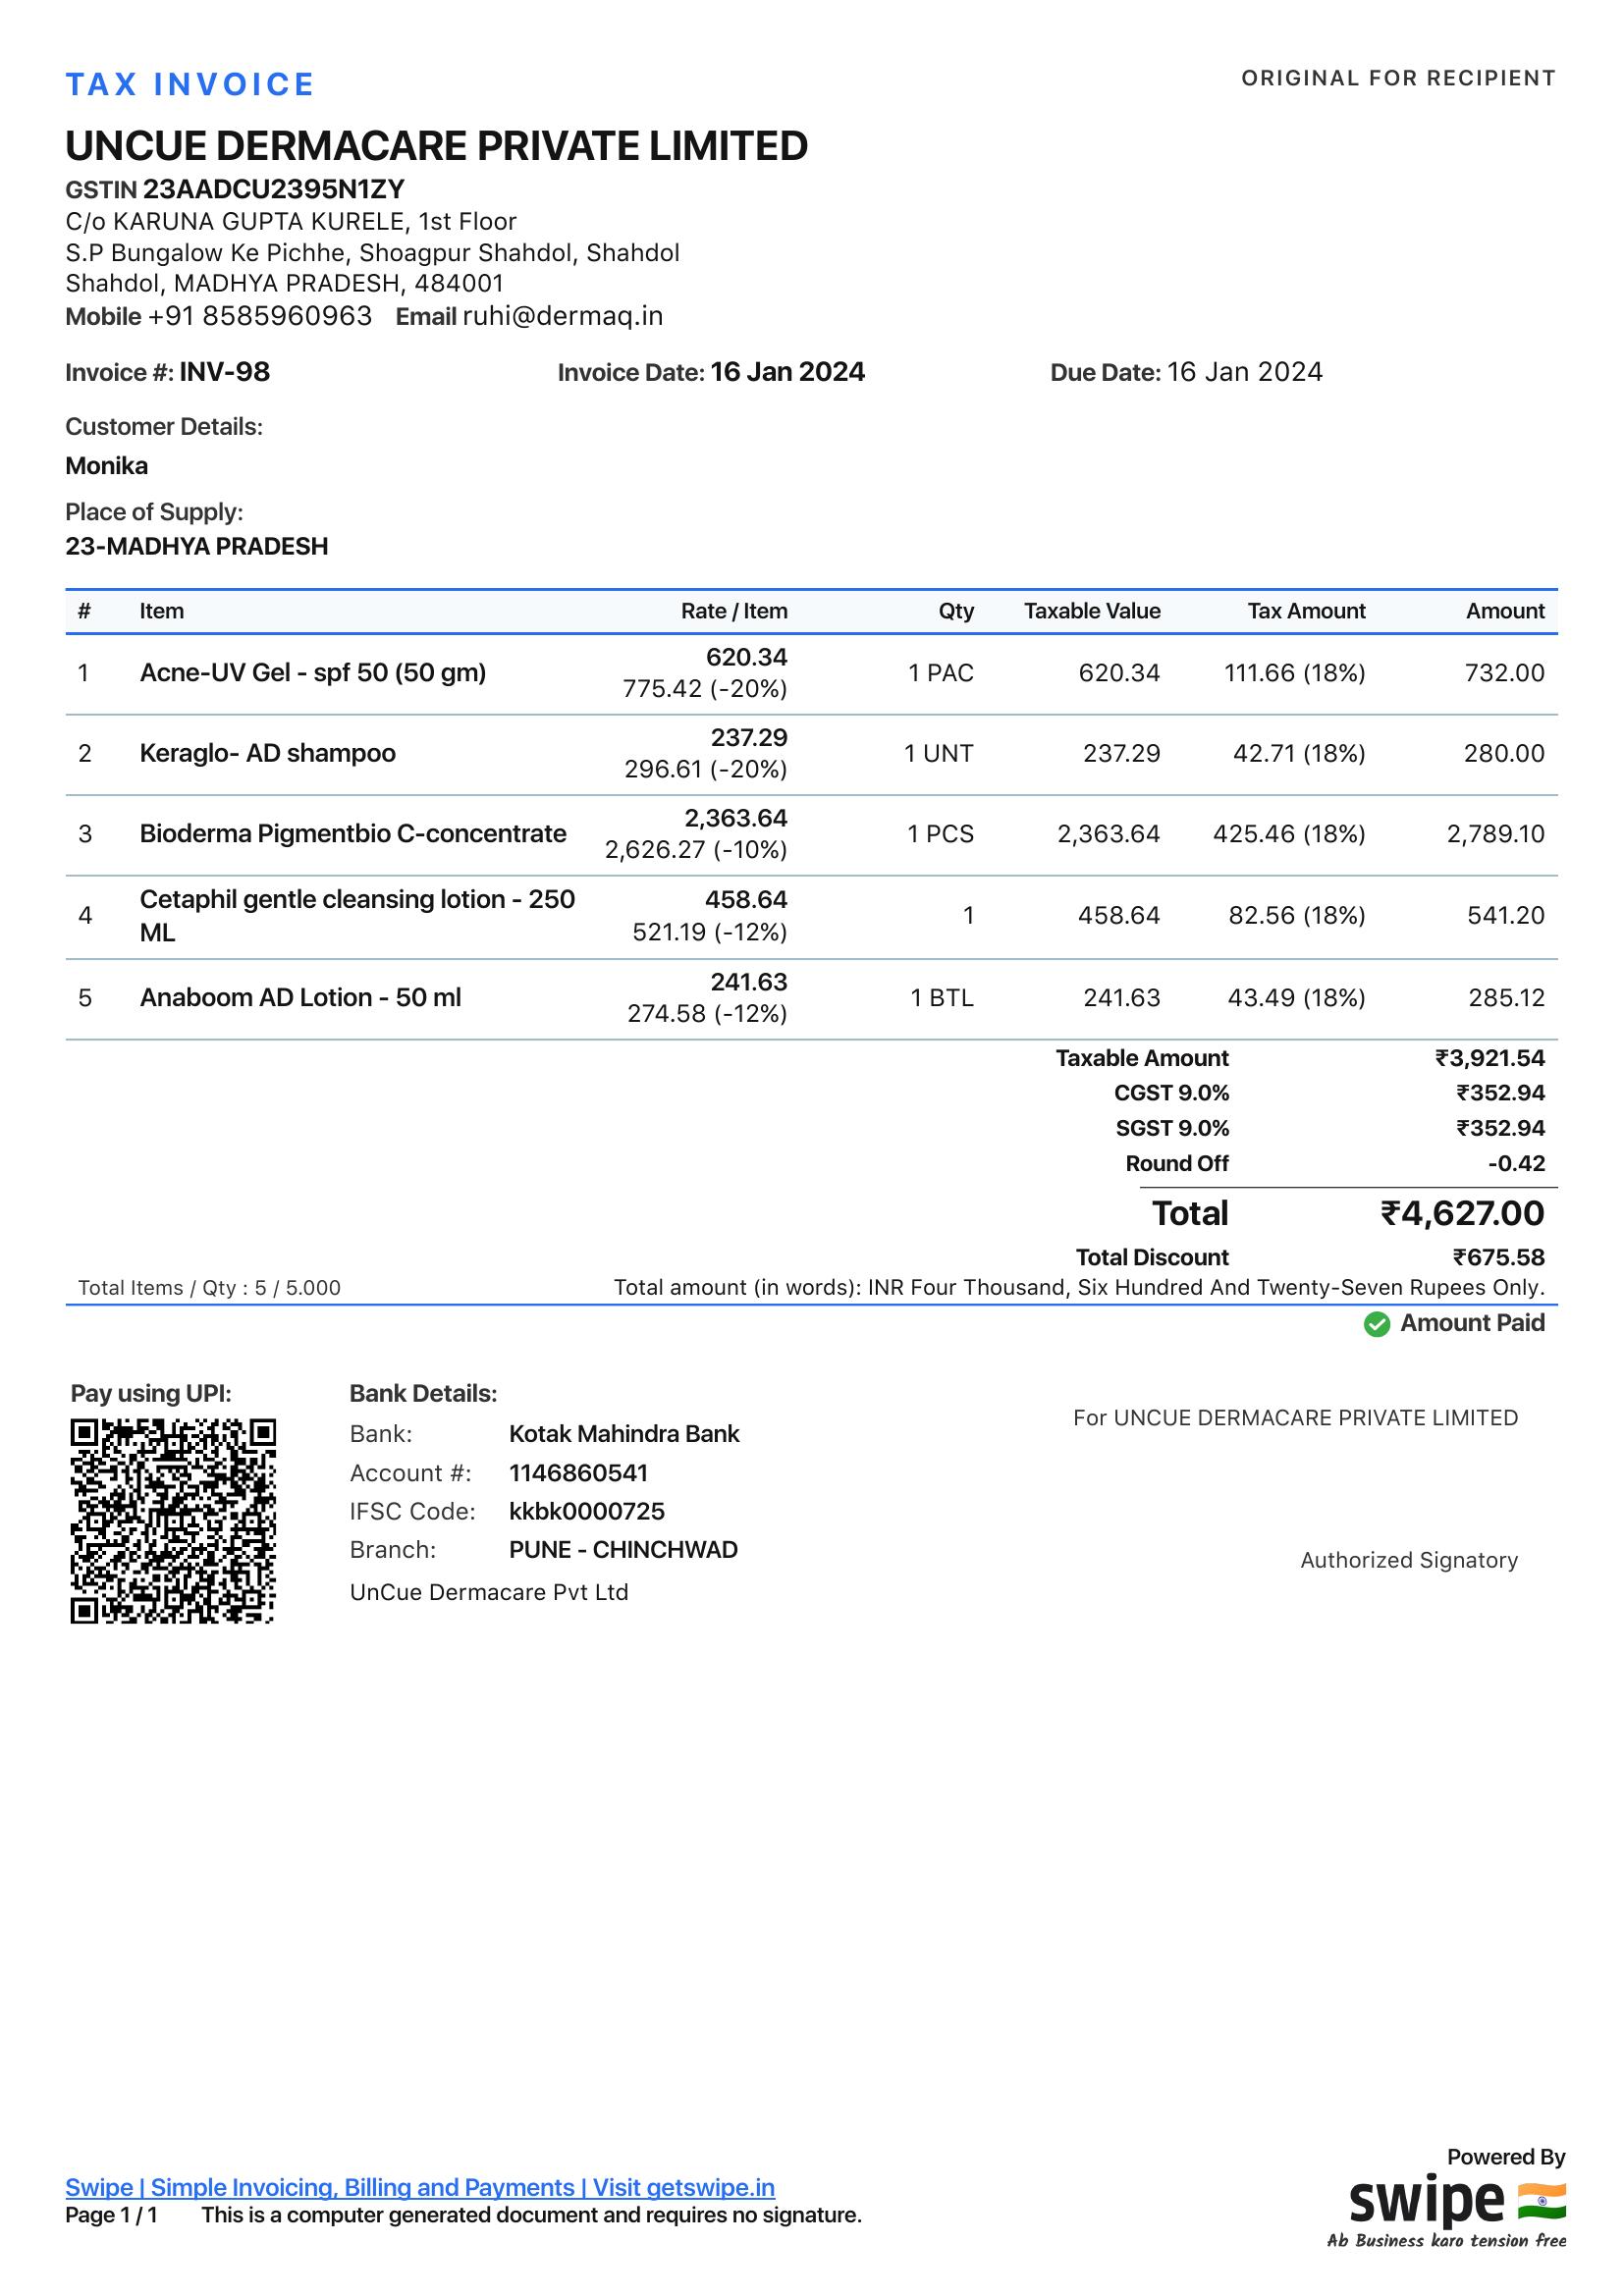 TAX INVOICE
ORIGINAL FOR RECIPIENT
UNCUE DERMACARE PRIVATE LIMITED
GSTIN 23AADCU2395N1ZY
C/o KARUNA GUPTA KURELE, 1st Floor
S.P Bungalow Ke Pichhe, Shoagpur Shahdol, Shahdol
Shahdol, MADHYA PRADESH, 484001
Mobile +91 8585960963 Email ruhi@dermaq.in
Invoice #: INV-98 Invoice Date: 16 Jan 2024 Due Date: 16 Jan 2024
Customer Details:
Monika
Place of Supply:
23-MADHYA PRADESH
# Item Rate / Item Qty Taxable Value Tax Amount Amount
1 Acne-UV Gel - spf 50 (50 gm) 620.34 1 PAC 620.34 111.66 (18%) 732.00
775.42 (-20%)
2 Keraglo- AD shampoo 237.29 1 UNT 237.29 42.71 (18%) 280.00
296.61 (-20%)
3 Bioderma Pigmentbio C-concentrate 2,363.64 1 PCS 2,363.64 425.46 (18%) 2,789.10
2,626.27 (-10%)
4 Cetaphil gentle cleansing lotion - 250 458.64 1 458.64 82.56 (18%) 541.20
ML 521.19 (-12%)
5 Anaboom AD Lotion - 50 ml 241.63 1 BTL 241.63 43.49 (18%) 285.12
274.58 (-12%)
Taxable Amount ₹3,921.54
CGST 9.0% ₹352.94
SGST 9.0% ₹352.94
Round Off -0.42
Total ₹4,627.00
Total Discount ₹675.58
Total Items / Qty : 5 / 5.000 Total amount (in words): INR Four Thousand, Six Hundred And Twenty-Seven Rupees Only.
Amount Paid
Pay using UPI:
Bank Details:
Bank: Kotak Mahindra Bank
Account #: 1146860541
IFSC Code: kkbk0000725
Branch: PUNE - CHINCHWAD
UnCue Dermacare Pvt Ltd
For UNCUE DERMACARE PRIVATE LIMITED
Authorized Signatory
Swipe | Simple Invoicing, Billing and Payments | Visit getswipe.in
Page 1 / 1 This is a computer generated document and requires no signature.
Powered By
swipe
Ab Business karo tension free